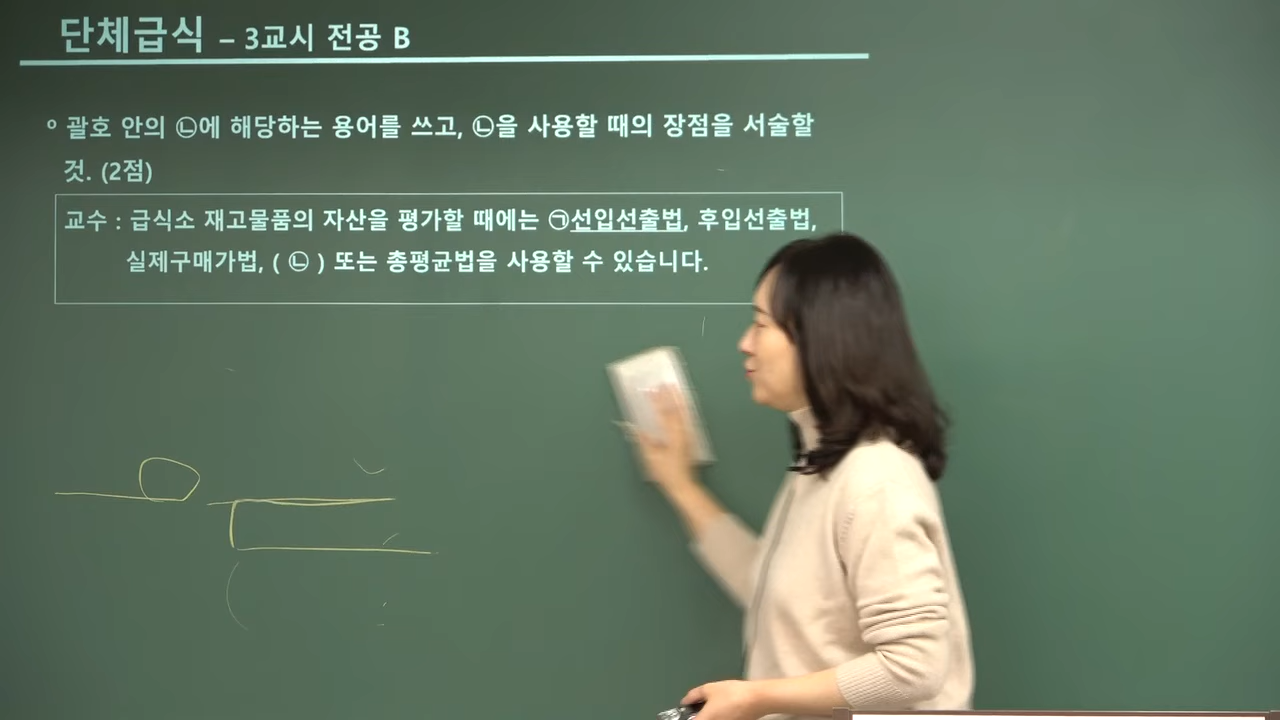 단체급식 – 3교시 전공 B
º 괄호 안의 ㉡에 해당하는 용어를 쓰고, ㉡을 사용할 때의 장점을 서술할
것. (2점)
교수 : 급식소 재고물품의 자산을 평가할 때에는 ㉠선입선출법, 후입선출법,
실제구매가법, ( ㉡ ) 또는 총평균법을 사용할 수 있습니다.